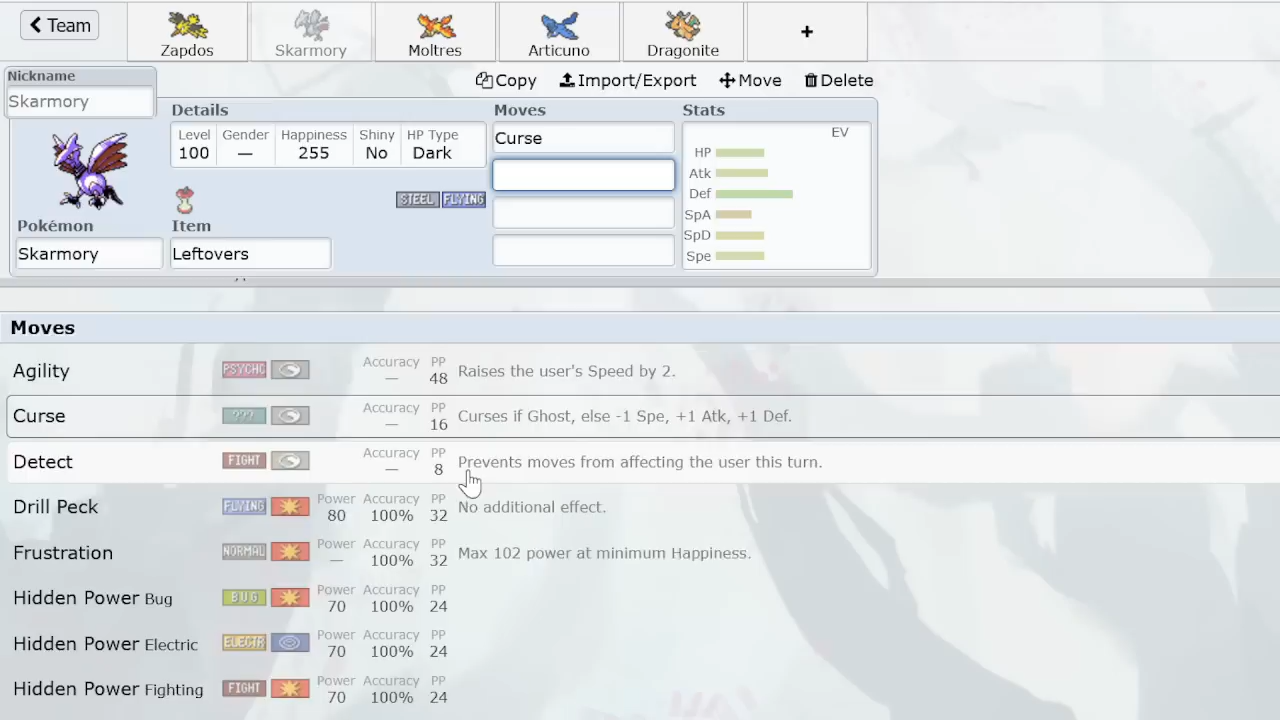 Team
Zapdos
Skarmory
Moltres
Articuno
Dragonite
+
Nickname
Skarmory
Copy
Import/Export
Move
Delete
Details
Moves
Stats
Level
Gender
Happiness
Shiny
HP Type
100
—
255
No
Dark
Curse
EV
HP
Atk
Def
SpA
SpD
Spe
STEEL FLYING
Pokémon
Item
Skarmory
Leftovers
Moves
Agility PSYCHC Accuracy — PP 48 Raises the user's Speed by 2.
Curse ??? Accuracy — PP 16 Curses if Ghost, else -1 Spe, +1 Atk, +1 Def.
Detect FIGHT Accuracy — PP 8 Prevents moves from affecting the user this turn.
Drill Peck FLYING Power 80 Accuracy 100% PP 32 No additional effect.
Frustration NORMAL Power — Accuracy 100% PP 32 Max 102 power at minimum Happiness.
Hidden Power Bug BUG Power 70 Accuracy 100% PP 24
Hidden Power Electric ELECTR Power 70 Accuracy 100% PP 24
Hidden Power Fighting FIGHT Power 70 Accuracy 100% PP 24